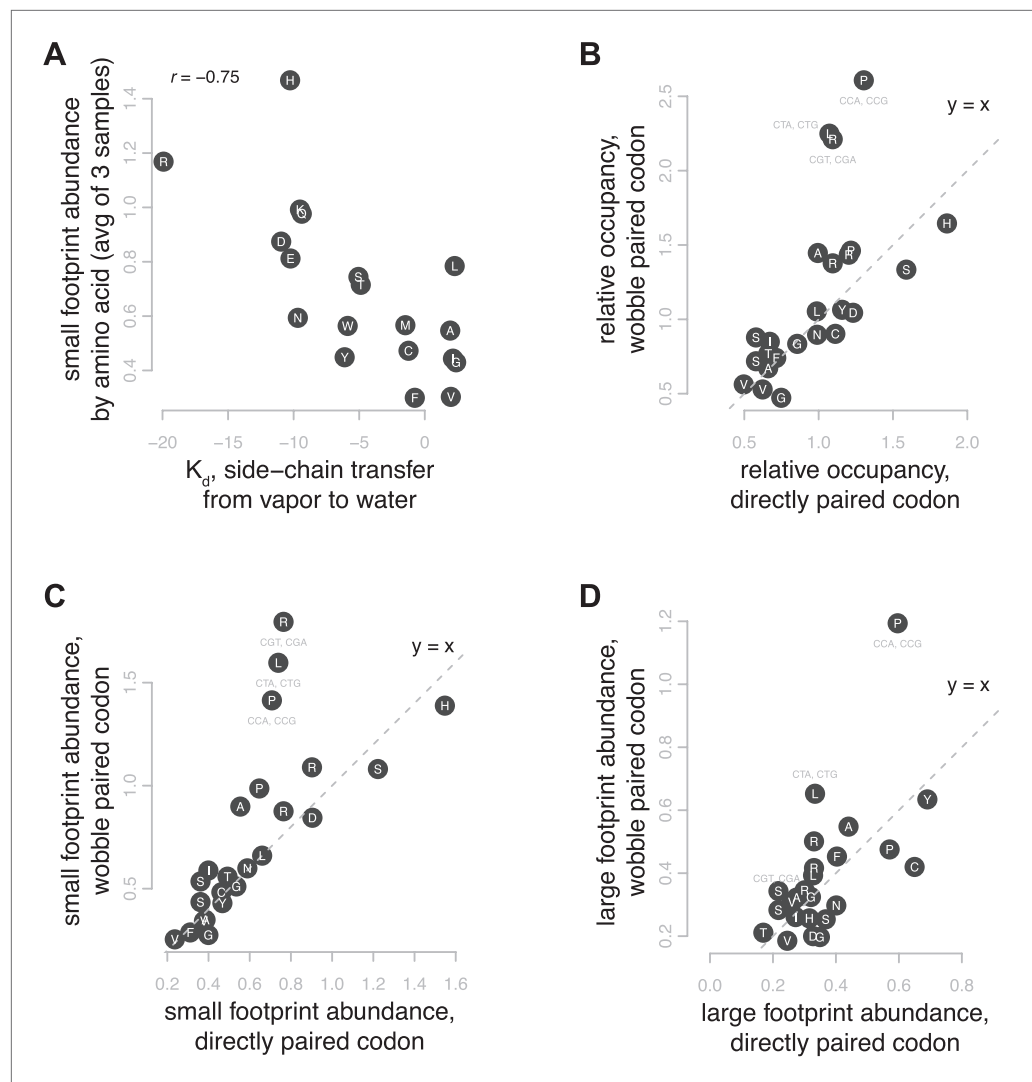 A
r = −0.75
small footprint abundance
by amino acid (avg of 3 samples)
0.4 0.6 0.8 1.0 1.2 1.4
H
R
K
Q
D
E
L
S
T
N
W
M
A
Y
C
I
G
F
V
−20 −15 −10 −5 0
Kd, side−chain transfer
from vapor to water
B
relative occupancy,
wobble paired codon
0.5 1.0 1.5 2.0 2.5
y = x
P
CCA, CCG
CTA, CTG
L
R
CGT, CGA
H
A
P
R
R
S
L
Y
D
N
C
S
I
G
T
F
S
A
V
V
G
0.5 1.0 1.5 2.0
relative occupancy,
directly paired codon
C
small footprint abundance,
wobble paired codon
0.5 1.0 1.5
y = x
R
CGT, CGA
L
CTA, CTG
P
CCA, CCG
H
R
S
P
A
R
D
L
N
I
T
S
G
C
S
Y
A
F
G
V
0.2 0.4 0.6 0.8 1.0 1.2 1.4 1.6
small footprint abundance,
directly paired codon
D
large footprint abundance,
wobble paired codon
0.2 0.4 0.6 0.8 1.0 1.2
y = x
P
CCA, CCG
CTA, CTG
L
Y
A
R
P
F
C
R
L
CGT, CGA
S
R
A
G
V
N
S
I
H
S
T
D
G
V
0.0 0.2 0.4 0.6 0.8
large footprint abundance,
directly paired codon